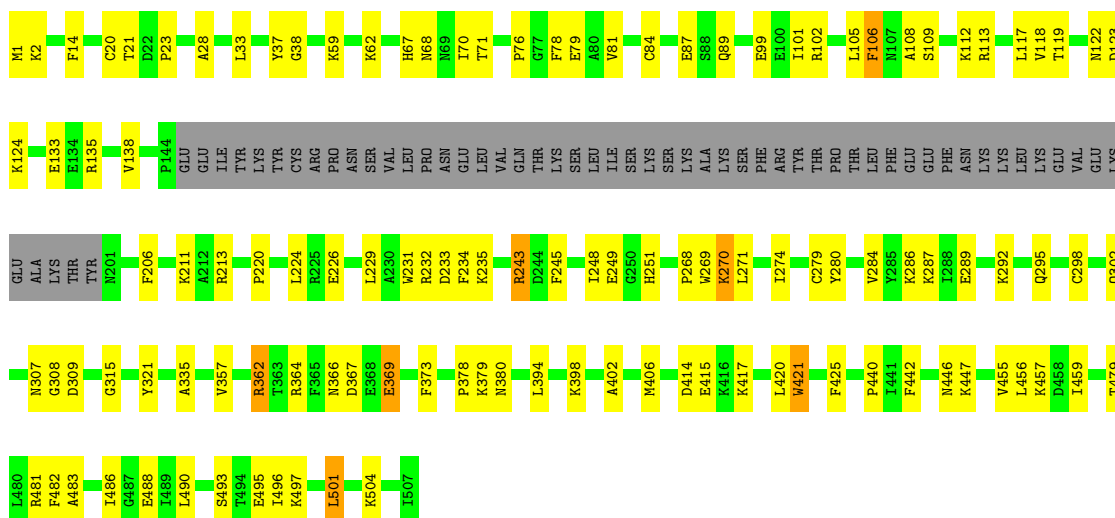 M1 K2 F14 C20 T21 D22 P23 A28 L33 Y37 G38 K59 K62 H67 N68 N69 I70 T71 P76 G77 F78 E79 A80 V81 C84 E87 S88 Q89 E99 E100 I101 R102 L105 F106 N107 A108 S109 K112 R113 L117 V118 T119 N122 D123
K124 E133 E134 R135 V138 P144 GLU GLU ILE TYR LYS TYR CYS ARG PRO ASN SER VAL LEU PRO ASN GLU LEU VAL GLN THR LYS SER LEU ILE SER LYS SER LYS ALA LYS SER PHE ARG TYR THR PRO THR LEU PHE GLU GLU PHE ASN LYS LYS LEU LYS GLU VAL GLU LYS
GLU ALA LYS THR TYR N201 F206 K211 A212 R213 P220 L224 R225 E226 L229 A230 W231 R232 D233 F234 K235 R243 D244 F245 I248 E249 G250 H251 P268 W269 K270 L271 I274 C279 Y280 V284 Y285 K286 K287 I288 E289 K292 Q295 C298
N307 G308 D309 G315 Y321 A335 V357 R362 T363 R364 F365 N366 D367 E368 E369 F373 P378 K379 N380 L394 K398 A402 M406 D414 E415 K416 K417 L420 W421 F425 P440 I441 F442 N446 K447 V455 L456 K457 D458 I459 T479
L480 R481 F482 A483 I486 G487 E488 I489 L490 S493 T494 E495 I496 K497 L501 K504 I507